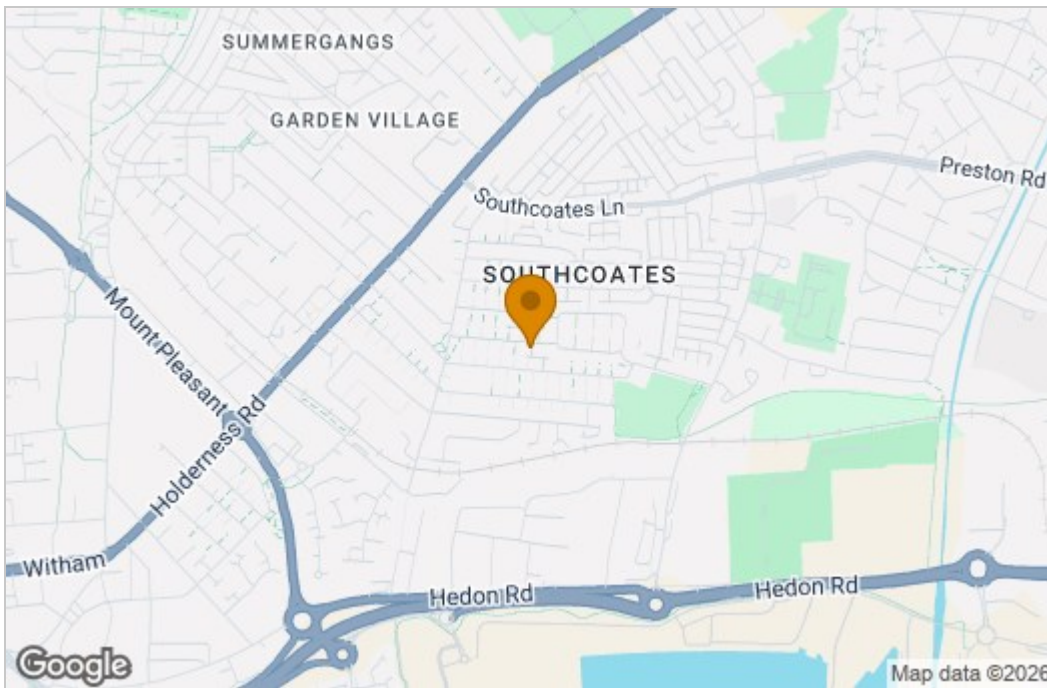 SUMMERGANGS
GARDEN VILLAGE
Preston Rd
Southcoates Ln
SOUTHCOATES
Mount Pleasant
Holderness Rd
Witham
Hedon Rd
Hedon Rd
Google
Map data ©2026